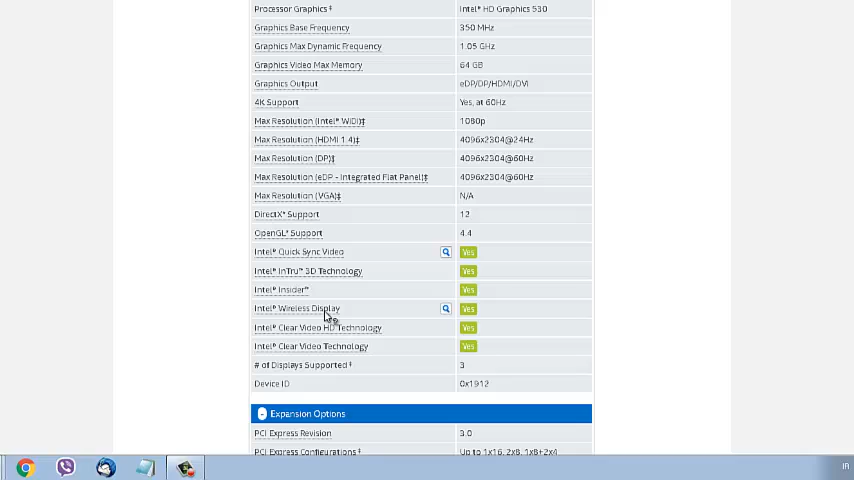 Processor Graphics ‡ Intel® HD Graphics 530
Graphics Base Frequency 350 MHz
Graphics Max Dynamic Frequency 1.05 GHz
Graphics Video Max Memory 64 GB
Graphics Output eDP/DP/HDMI/DVI
4K Support Yes, at 60Hz
Max Resolution (Intel® WiDi)‡ 1080p
Max Resolution (HDMI 1.4)‡ 4096x2304@24Hz
Max Resolution (DP)‡ 4096x2304@60Hz
Max Resolution (eDP - Integrated Flat Panel)‡ 4096x2304@60Hz
Max Resolution (VGA)‡ N/A
DirectX* Support 12
OpenGL* Support 4.4
Intel® Quick Sync Video Yes
Intel® InTru™ 3D Technology Yes
Intel® Insider™ Yes
Intel® Wireless Display Yes
Intel® Clear Video HD Technology Yes
Intel® Clear Video Technology Yes
# of Displays Supported ‡ 3
Device ID 0x1912
Expansion Options
PCI Express Revision 3.0
PCI Express Configurations ‡ Up to 1x16, 2x8, 1x8+2x4